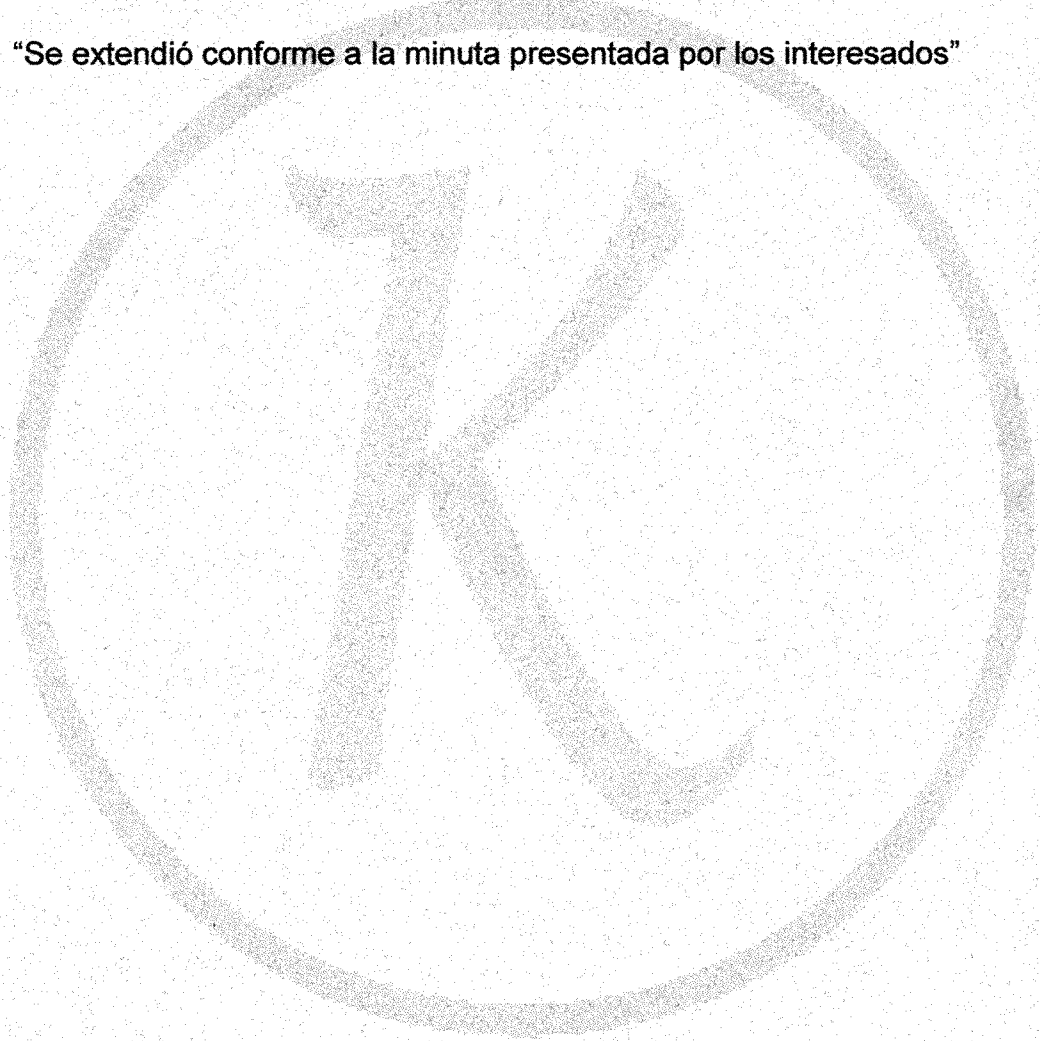 “Se extendió conforme a la minuta presentada por los interesados”
K